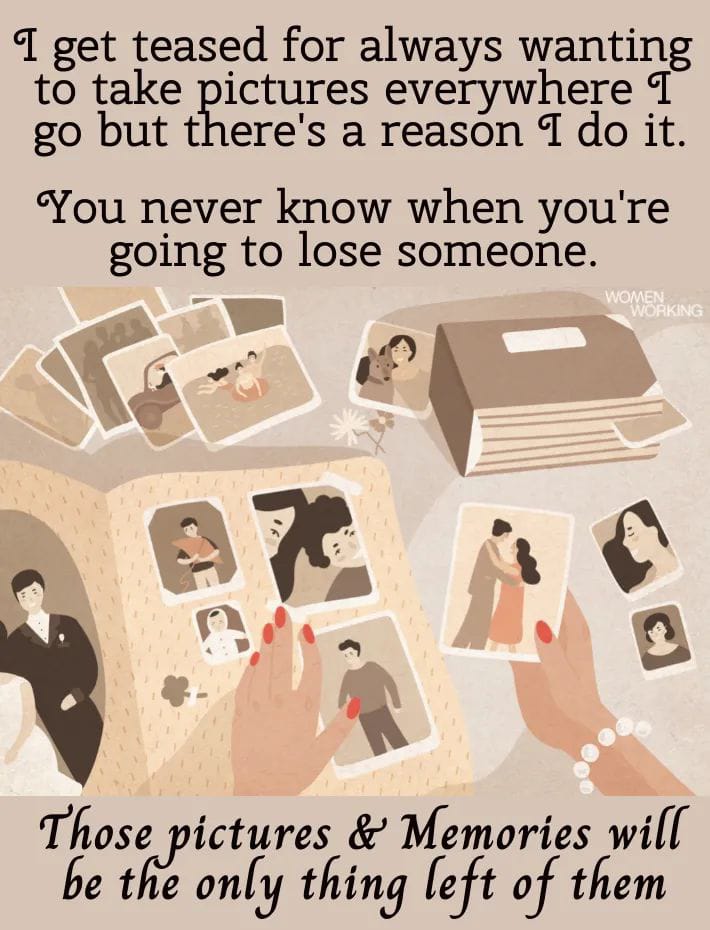 I get teased for always wanting
to take pictures everywhere I
go but there's a reason I do it.
You never know when you're
going to lose someone.
WOMEN
WORKING
Those pictures & Memories will
be the only thing left of them